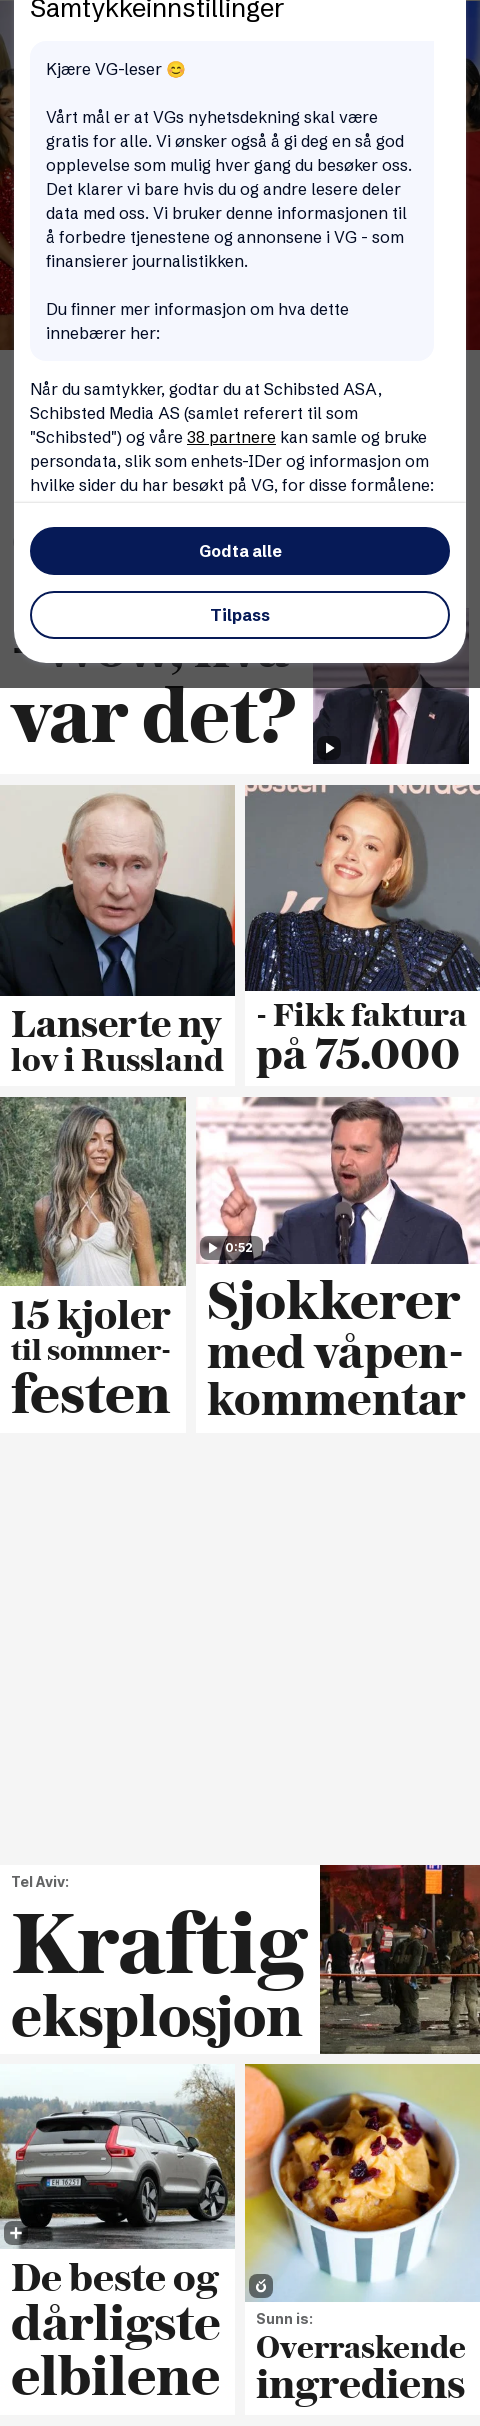 Samtykkeinnstillinger
Kjære VG-leser 😊
Vårt mål er at VGs nyhetsdekning skal være
gratis for alle. Vi ønsker også å gi deg en så god
opplevelse som mulig hver gang du besøker oss.
Det klarer vi bare hvis du og andre lesere deler
data med oss. Vi bruker denne informasjonen til
å forbedre tjenestene og annonsene i VG - som
finansierer journalistikken.
Du finner mer informasjon om hva dette
innebærer her:
Når du samtykker, godtar du at Schibsted ASA,
Schibsted Media AS (samlet referert til som
"Schibsted") og våre 38 partnere kan samle og bruke
persondata, slik som enhets-IDer og informasjon om
hvilke sider du har besøkt på VG, for disse formålene:
Godta alle
Tilpass
var det?
Lanserte ny
lov i Russland
- Fikk faktura
på 75.000
15 kjoler
til sommer-
festen
0:52
Sjokkerer
med våpen-
kommentar
Tel Aviv:
Kraftig
eksplosjon
De beste og
dårligste
elbilene
Sunn is:
Overraskende
ingrediens